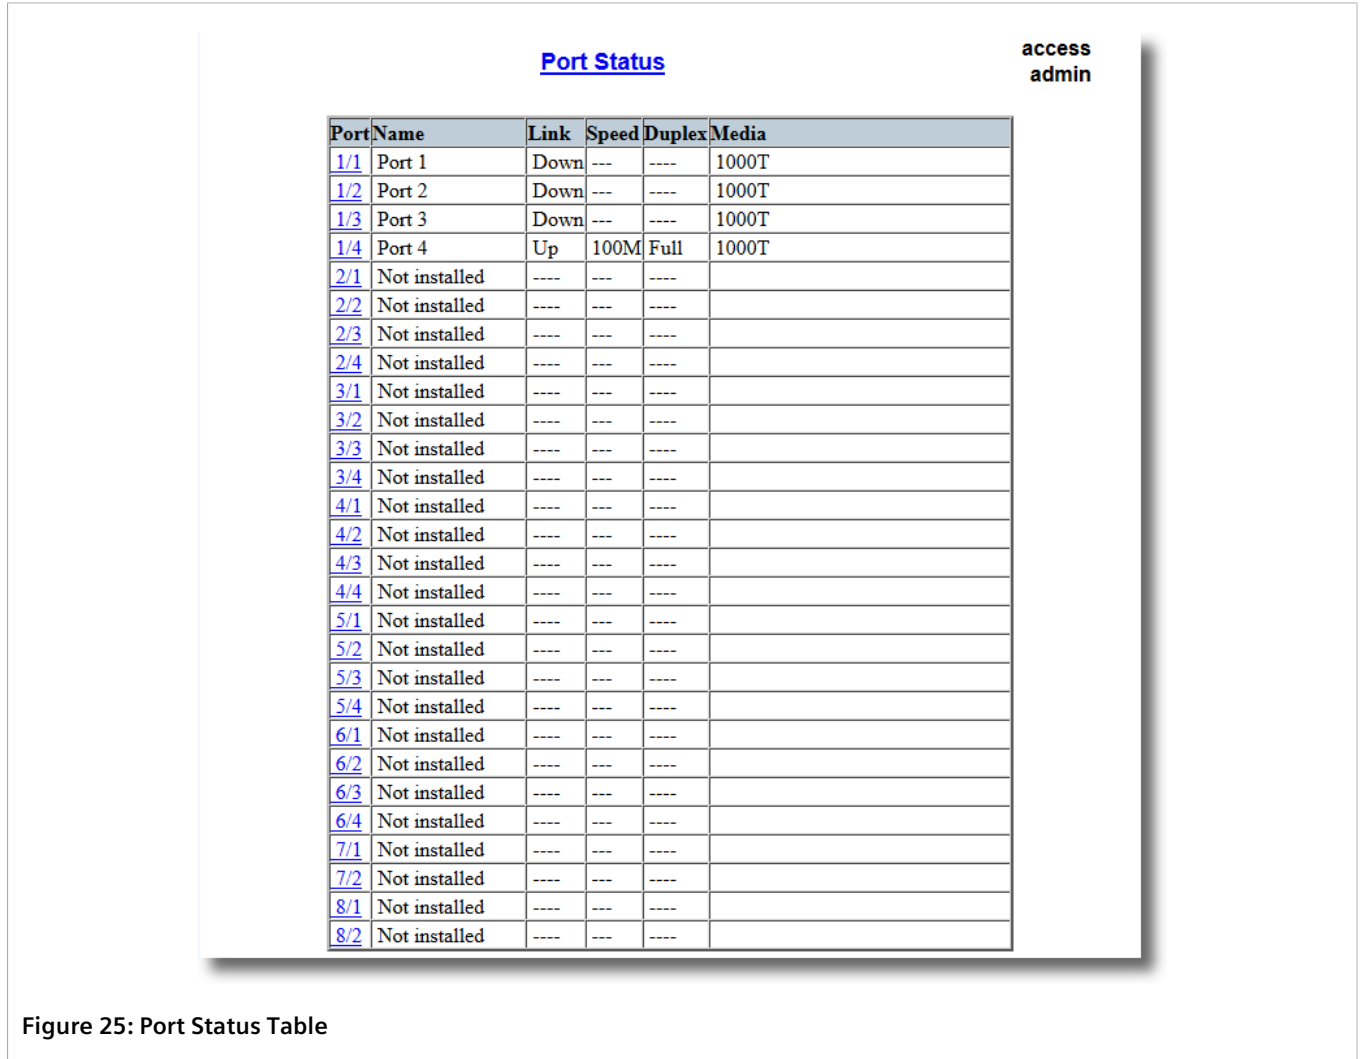 Port Status
access
admin
Port Name Link Speed Duplex Media
1/1 Port 1 Down --- ---- 1000T
1/2 Port 2 Down --- ---- 1000T
1/3 Port 3 Down --- ---- 1000T
1/4 Port 4 Up 100M Full 1000T
2/1 Not installed ---- --- ----
2/2 Not installed ---- --- ----
2/3 Not installed ---- --- ----
2/4 Not installed ---- --- ----
3/1 Not installed ---- --- ----
3/2 Not installed ---- --- ----
3/3 Not installed ---- --- ----
3/4 Not installed ---- --- ----
4/1 Not installed ---- --- ----
4/2 Not installed ---- --- ----
4/3 Not installed ---- --- ----
4/4 Not installed ---- --- ----
5/1 Not installed ---- --- ----
5/2 Not installed ---- --- ----
5/3 Not installed ---- --- ----
5/4 Not installed ---- --- ----
6/1 Not installed ---- --- ----
6/2 Not installed ---- --- ----
6/3 Not installed ---- --- ----
6/4 Not installed ---- --- ----
7/1 Not installed ---- --- ----
7/2 Not installed ---- --- ----
8/1 Not installed ---- --- ----
8/2 Not installed ---- --- ----
Figure 25: Port Status Table